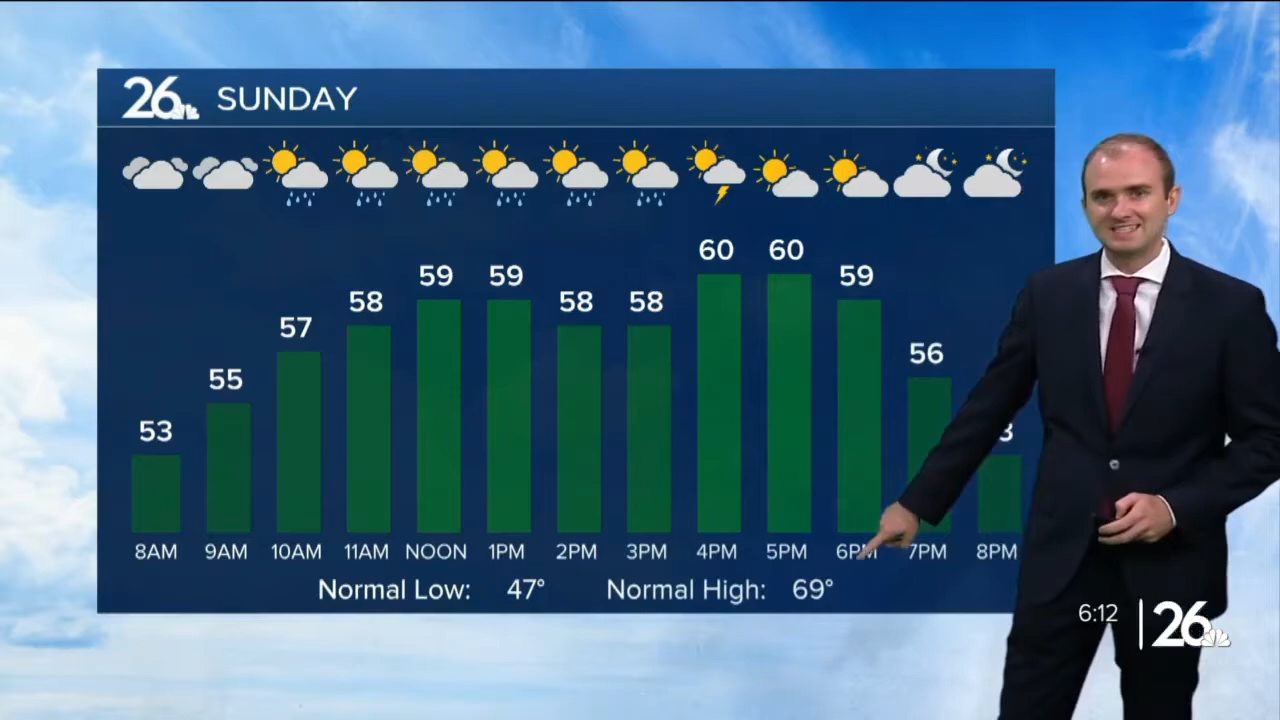 26 SUNDAY
60 60
59 59 59
58 58 58
57
56
55
53
8AM 9AM 10AM 11AM NOON 1PM 2PM 3PM 4PM 5PM 6PM 7PM 8PM
Normal Low: 47° Normal High: 69°
6:12 26